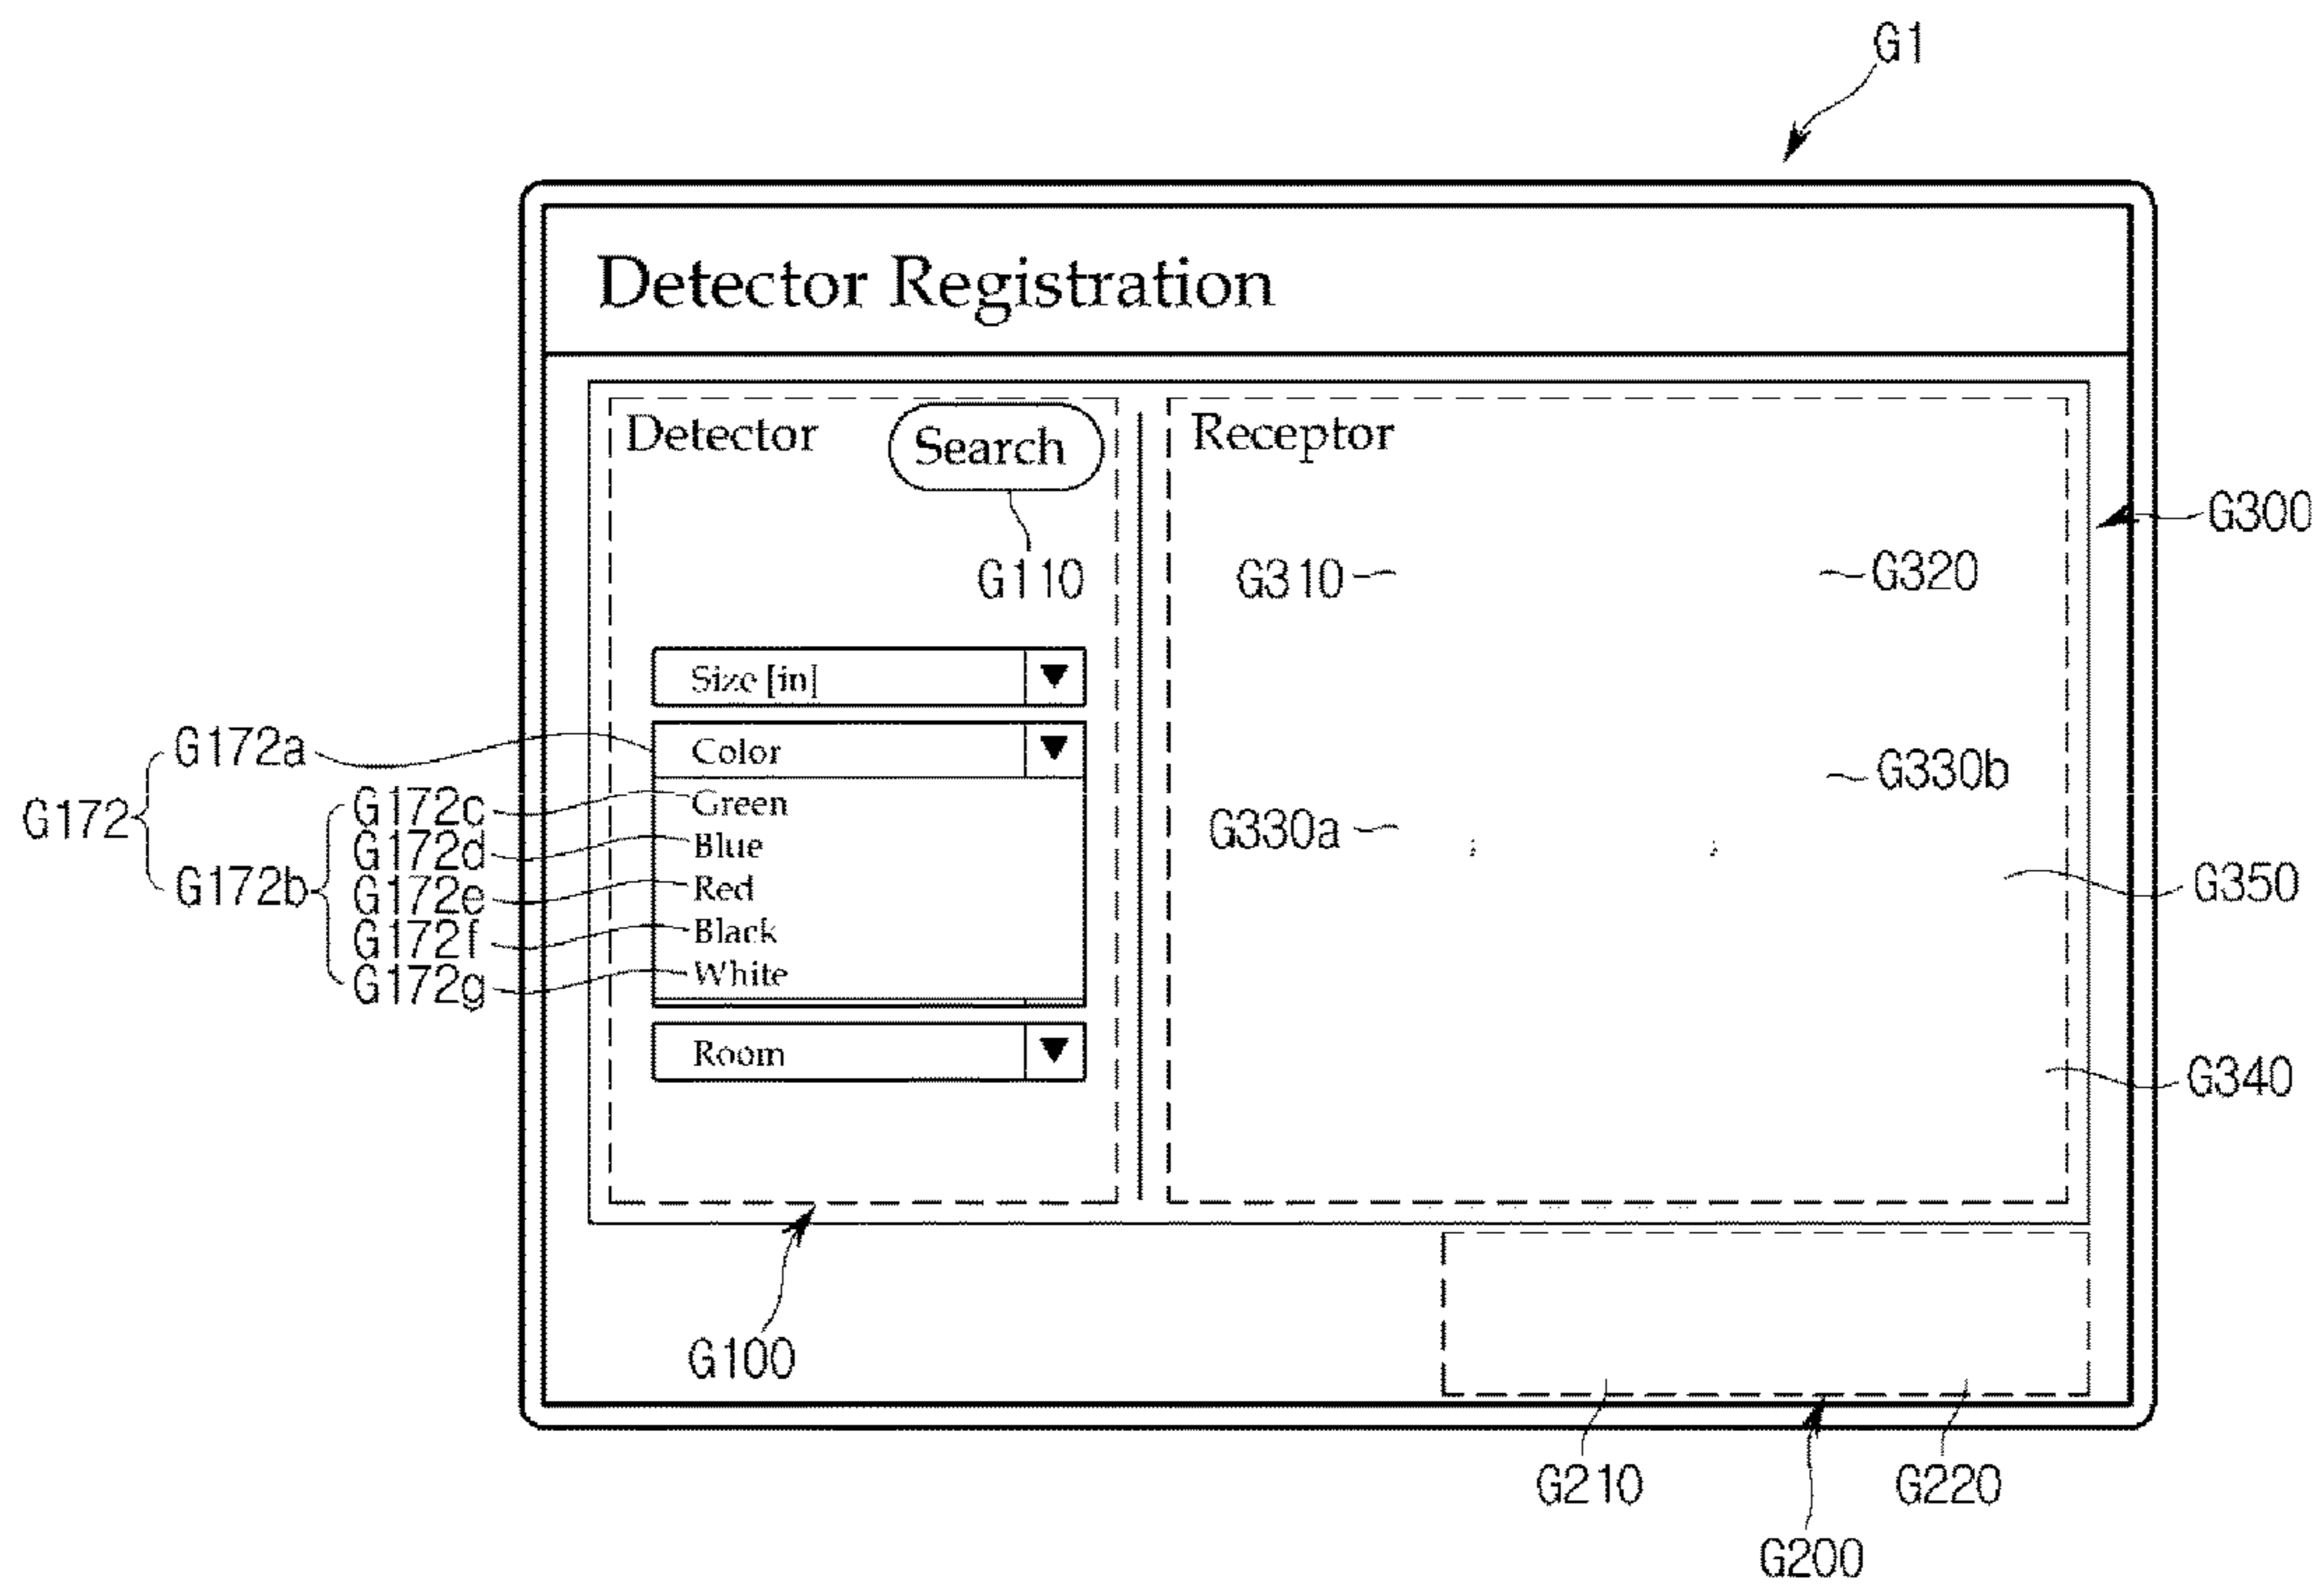 G1
Detector Registration
Detector
Search
Receptor
G300
G110
G310
G320
Size [in]
G172a
Color
G330b
G172
G172c
Green
G330a
G172d
Blue
G172b
G172e
Red
G350
G172f
Black
G172g
White
Room
G340
G100
G210
G220
G200